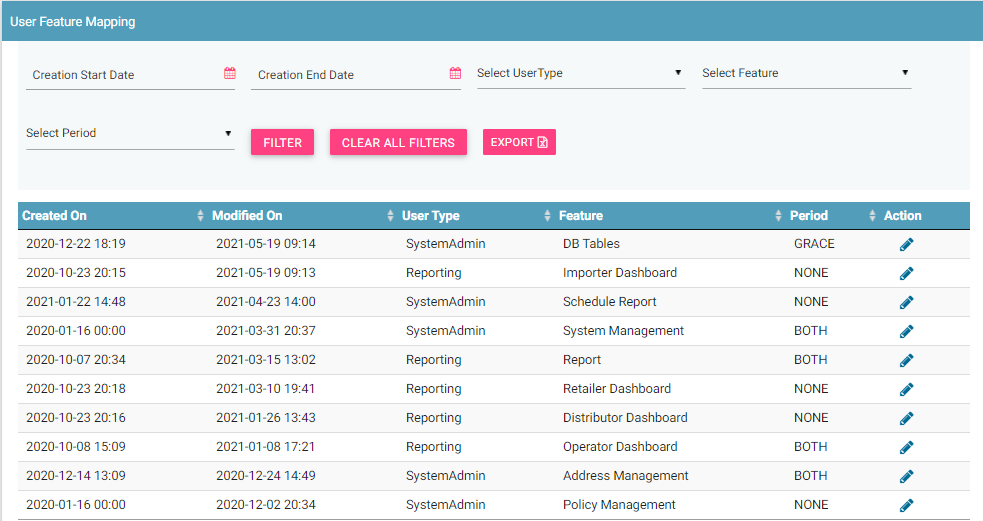 User Feature Mapping
Creation Start Date Creation End Date Select UserType Select Feature
Select Period FILTER CLEAR ALL FILTERS EXPORT
Created On Modified On User Type Feature Period Action
2020-12-22 18:19 2021-05-19 09:14 SystemAdmin DB Tables GRACE
2020-10-23 20:15 2021-05-19 09:13 Reporting Importer Dashboard NONE
2021-01-22 14:48 2021-04-23 14:00 SystemAdmin Schedule Report NONE
2020-01-16 00:00 2021-03-31 20:37 SystemAdmin System Management BOTH
2020-10-07 20:34 2021-03-15 13:02 Reporting Report BOTH
2020-10-23 20:18 2021-03-10 19:41 Reporting Retailer Dashboard NONE
2020-10-23 20:16 2021-01-26 13:43 Reporting Distributor Dashboard NONE
2020-10-08 15:09 2021-01-08 17:21 Reporting Operator Dashboard BOTH
2020-12-14 13:09 2020-12-24 14:49 SystemAdmin Address Management BOTH
2020-01-16 00:00 2020-12-02 20:34 SystemAdmin Policy Management NONE